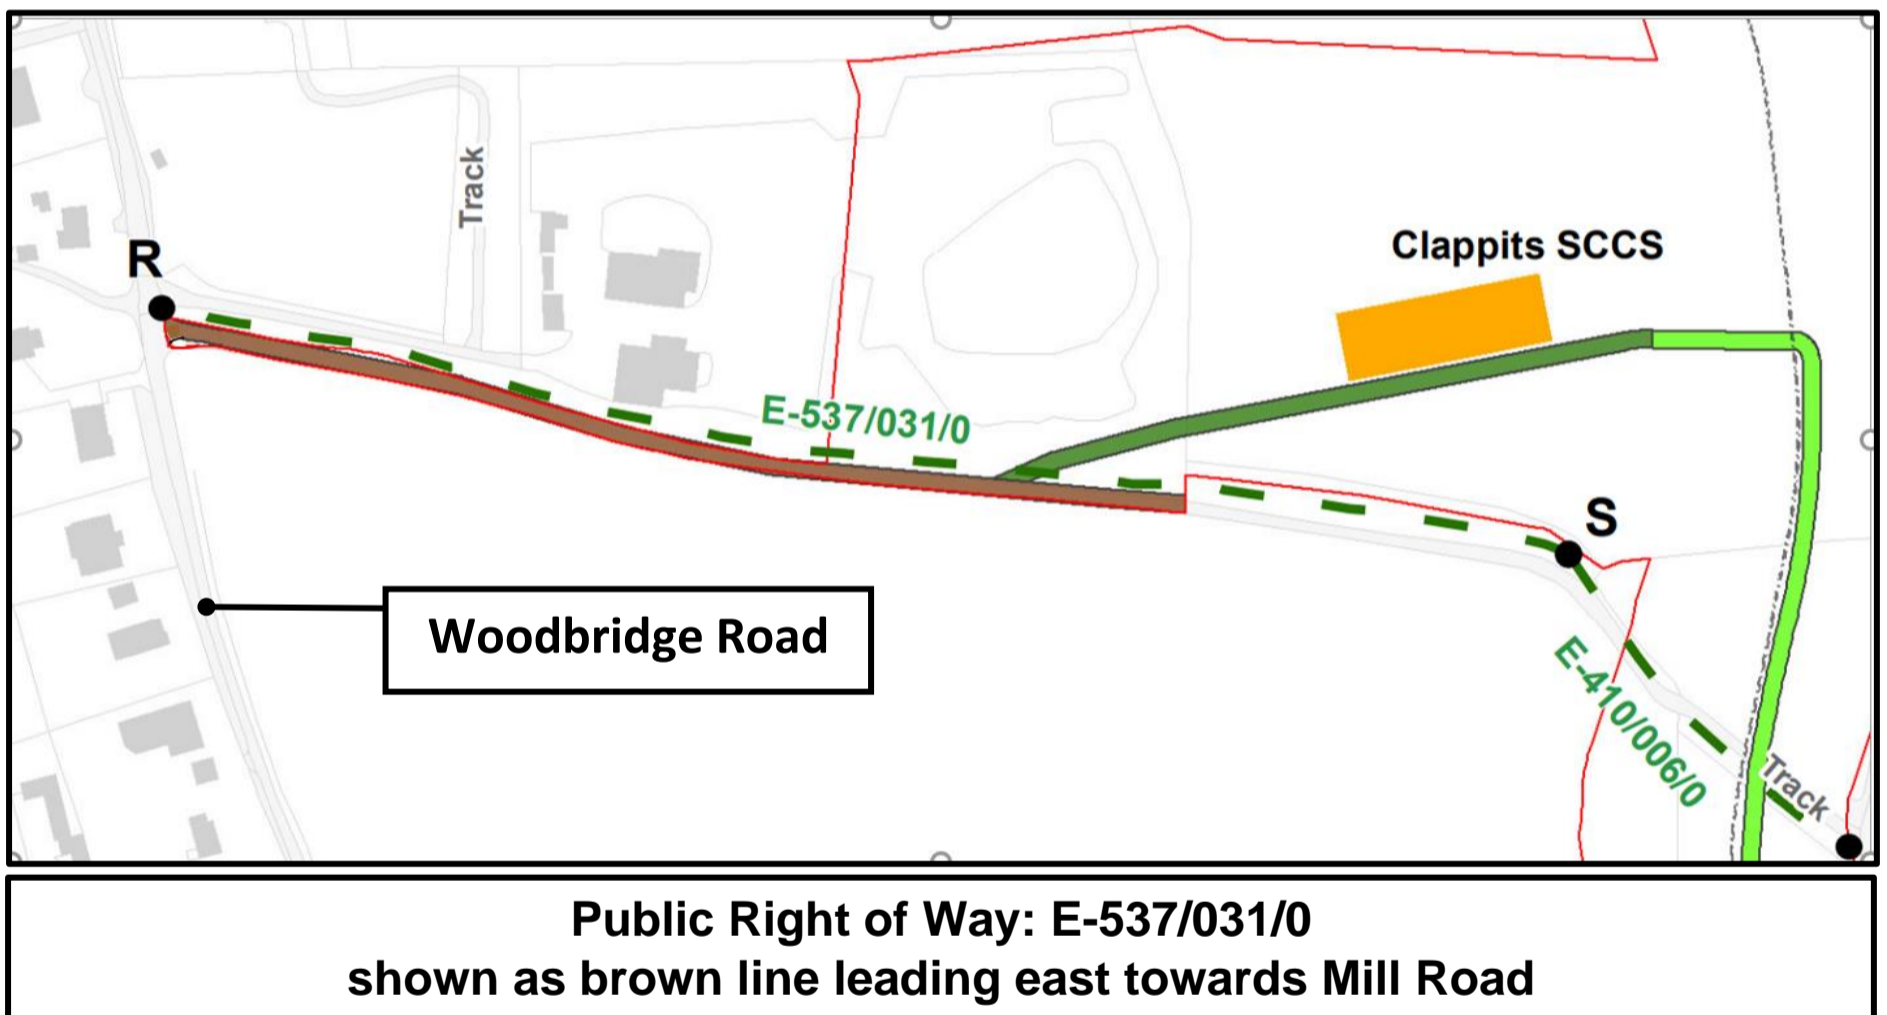 Track
R
Clappits SCCS
E-537/031/0
S
Woodbridge Road
E-410/006/0
Track
Public Right of Way: E-537/031/0
shown as brown line leading east towards Mill Road